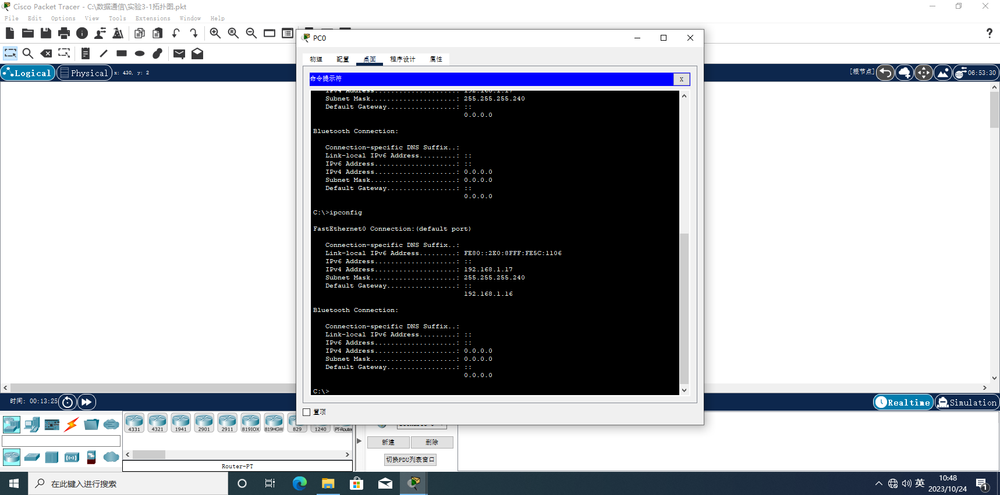 Cisco Packet Tracer - C:\数据通信\实验3-1拓扑图.pkt
File Edit Options View Tools Extensions Window Help
PC0
物理 配置 桌面 程序设计 属性
Logical Physical x: 430, y: 2
[根节点] 06:53:30
命令提示符 X
IPv4 Address....................: 192.168.1.17
Subnet Mask.....................: 255.255.255.240
Default Gateway.................: ::
0.0.0.0
Bluetooth Connection:
Connection-specific DNS Suffix..:
Link-local IPv6 Address.........: ::
IPv6 Address....................: ::
IPv4 Address....................: 0.0.0.0
Subnet Mask.....................: 0.0.0.0
Default Gateway.................: ::
0.0.0.0
C:\>ipconfig
FastEthernet0 Connection:(default port)
Connection-specific DNS Suffix..:
Link-local IPv6 Address.........: FE80::2E0:8FFF:FE5C:1106
IPv6 Address....................: ::
IPv4 Address....................: 192.168.1.17
Subnet Mask.....................: 255.255.255.240
Default Gateway.................: ::
192.168.1.16
Bluetooth Connection:
Connection-specific DNS Suffix..:
Link-local IPv6 Address.........: ::
IPv6 Address....................: ::
IPv4 Address....................: 0.0.0.0
Subnet Mask.....................: 0.0.0.0
Default Gateway.................: ::
0.0.0.0
C:\>
置顶
时间: 00:13:25
Realtime Simulation
4331 4321 1941 2901 2911 819IOX 819HGW 829 1240 PT-Router
新建 删除
切换PDU列表窗口
Router-PT
在此键入进行搜索
英
10:48
2023/10/24
1